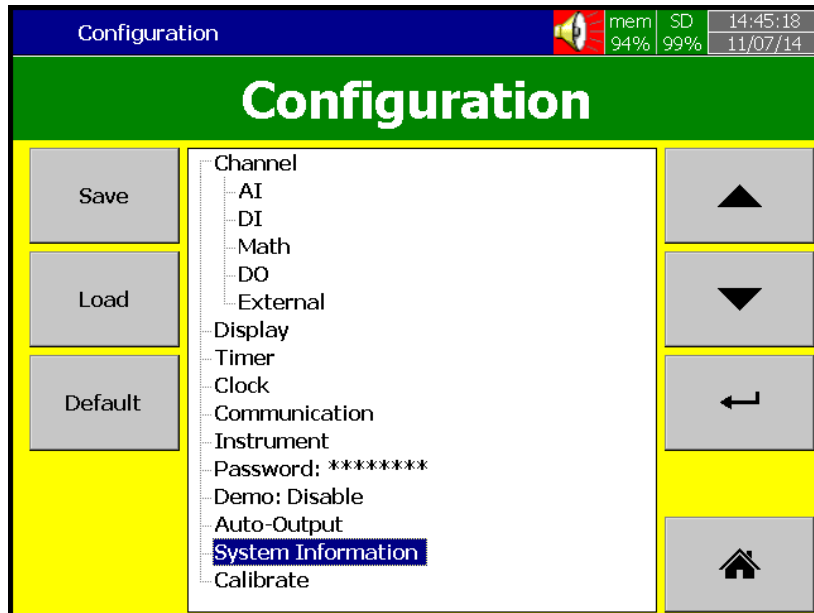 Configuration
mem SD 14:45:18
94% 99% 11/07/14
Configuration
Save
Load
Default
Channel
AI
DI
Math
DO
External
Display
Timer
Clock
Communication
Instrument
Password: ********
Demo: Disable
Auto-Output
System Information
Calibrate